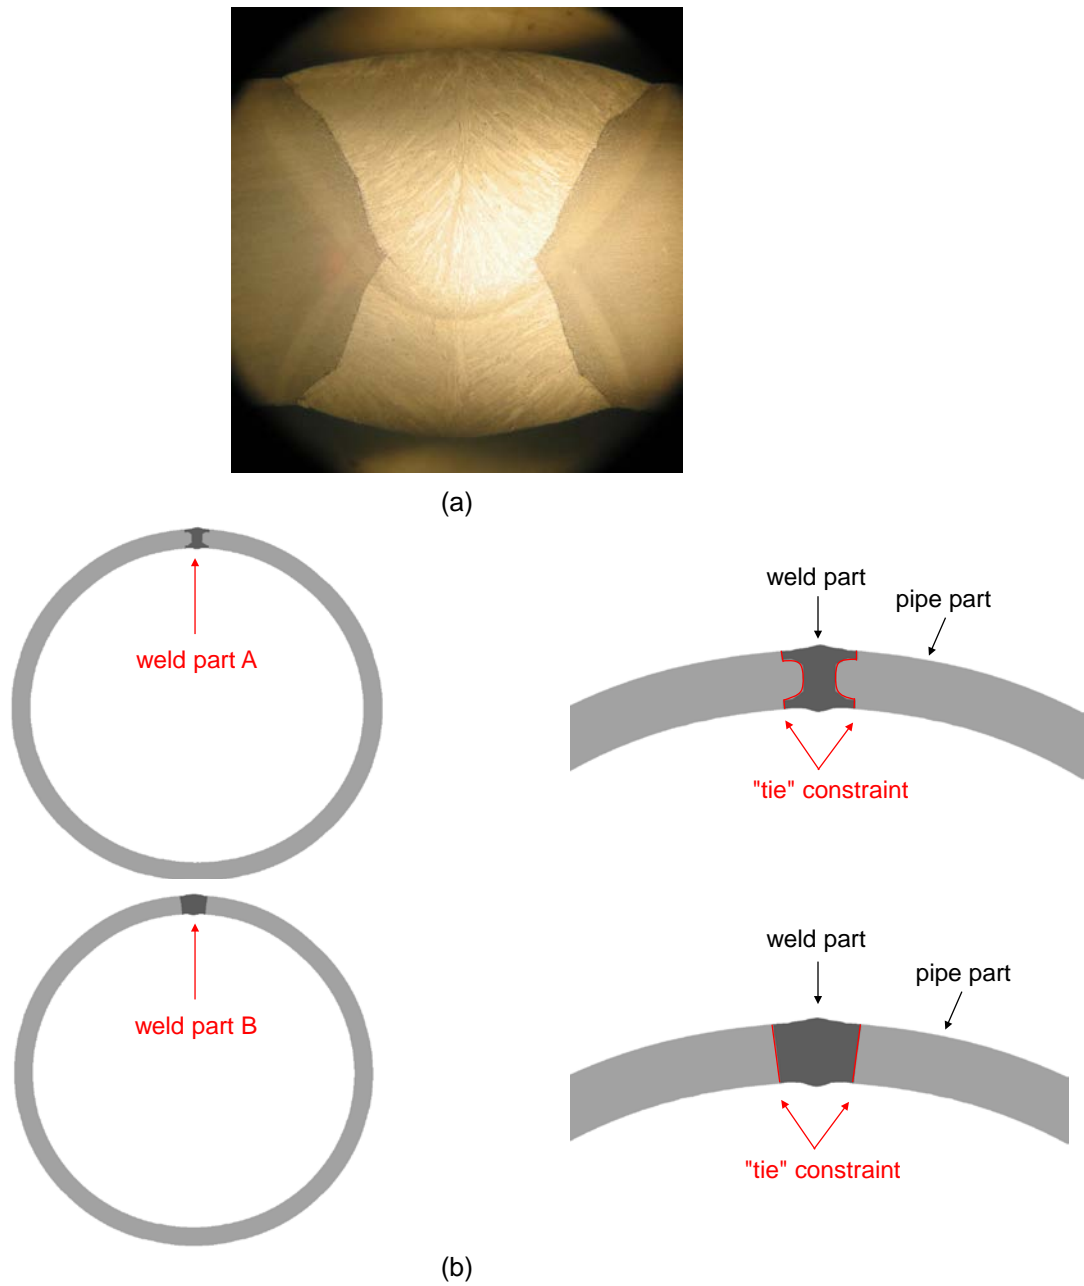 (a)
weld part A
weld part
pipe part
"tie" constraint
weld part B
weld part
pipe part
"tie" constraint
(b)